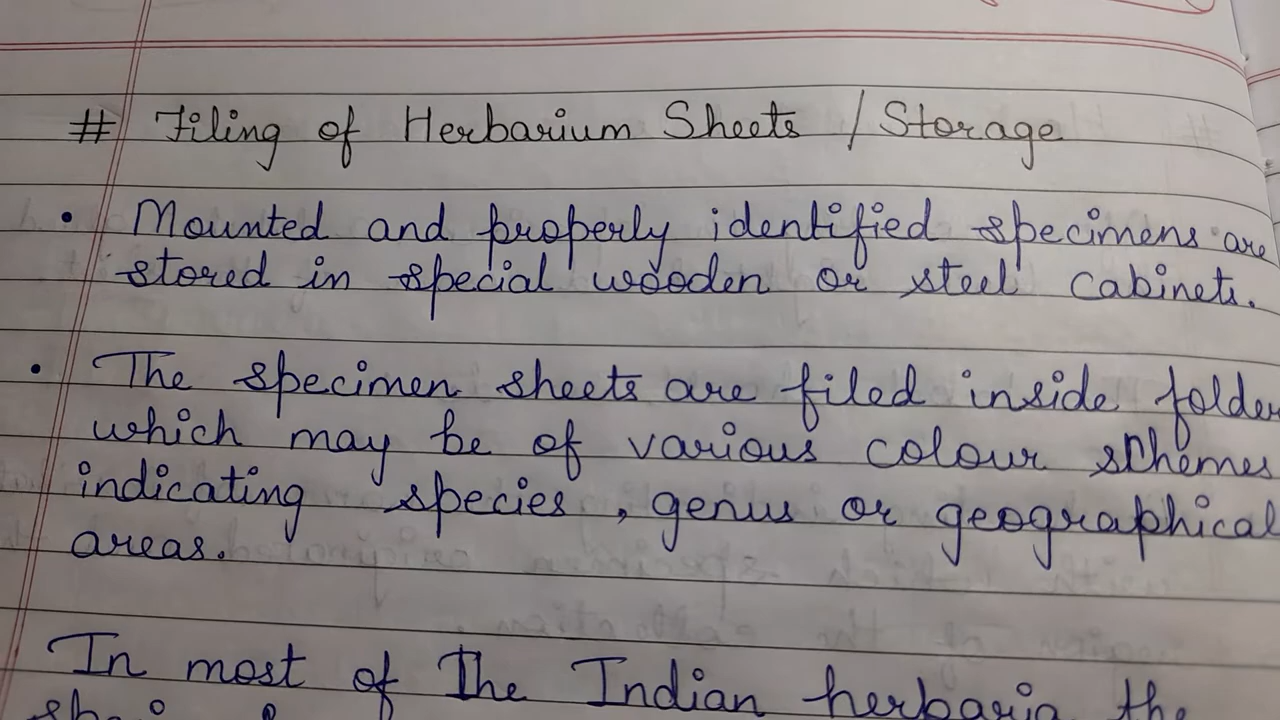 # Filing of Herbarium Sheets / Storage
• Mounted and properly identified specimens are
stored in special wooden or steel cabinets.
• The specimen sheets are filed inside folder
which may be of various colour schemes
indicating species, genus or geographical
areas.
In most of the Indian herbaria the